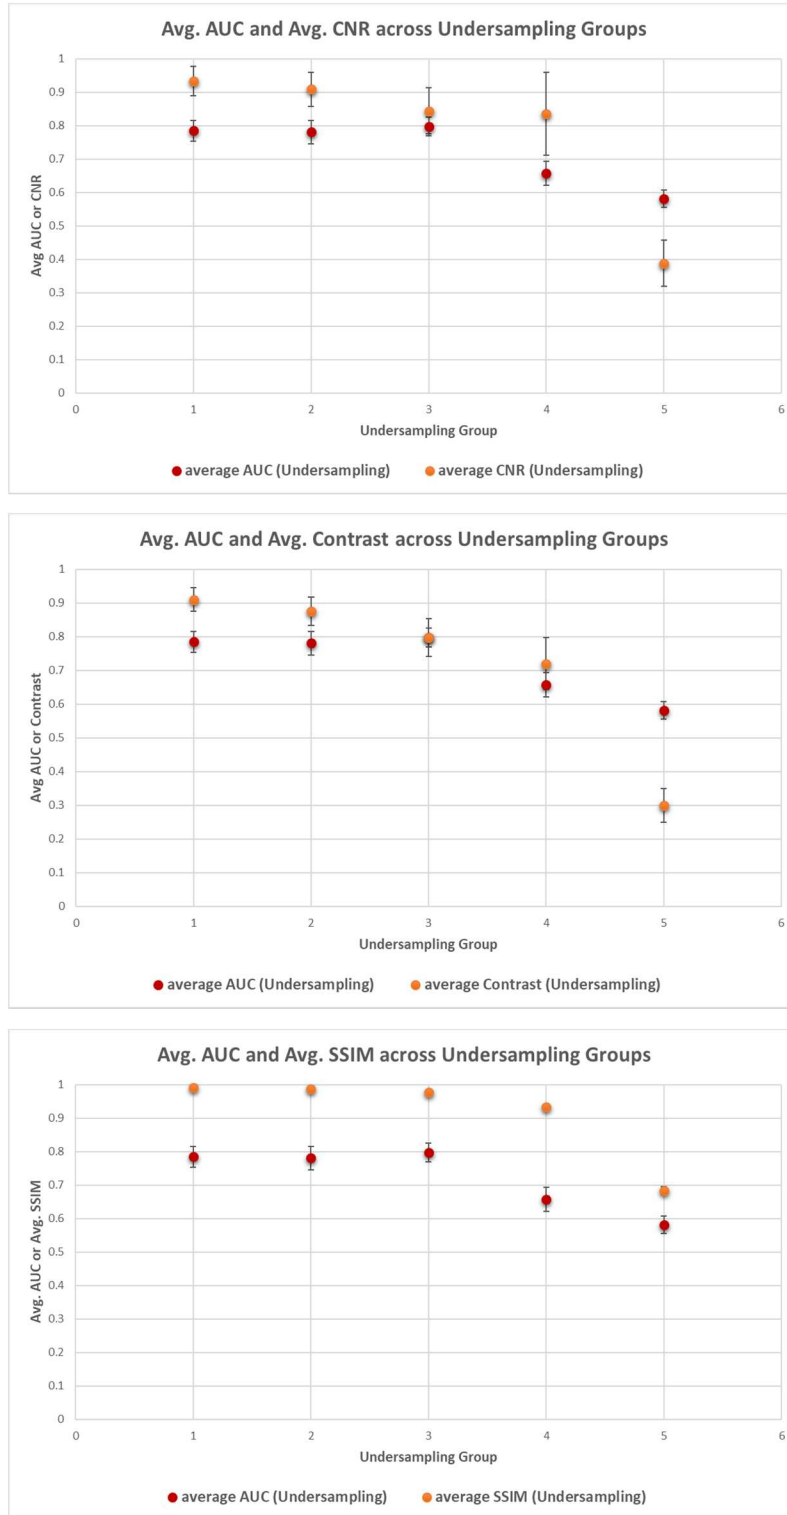 Avg. AUC and Avg. CNR across Undersampling Groups
1
0.9
0.8
0.7
0.6
0.5
0.4
0.3
0.2
0.1
0
Avg AUC or CNR
0 1 2 3 4 5 6
Undersampling Group
average AUC (Undersampling) average CNR (Undersampling)
Avg. AUC and Avg. Contrast across Undersampling Groups
1
0.9
0.8
0.7
0.6
0.5
0.4
0.3
0.2
0.1
0
Avg AUC or Contrast
0 1 2 3 4 5 6
Undersampling Group
average AUC (Undersampling) average Contrast (Undersampling)
Avg. AUC and Avg. SSIM across Undersampling Groups
1
0.9
0.8
0.7
0.6
0.5
0.4
0.3
0.2
0.1
0
Avg. AUC or Avg. SSIM
0 1 2 3 4 5 6
Undersampling Group
average AUC (Undersampling) average SSIM (Undersampling)